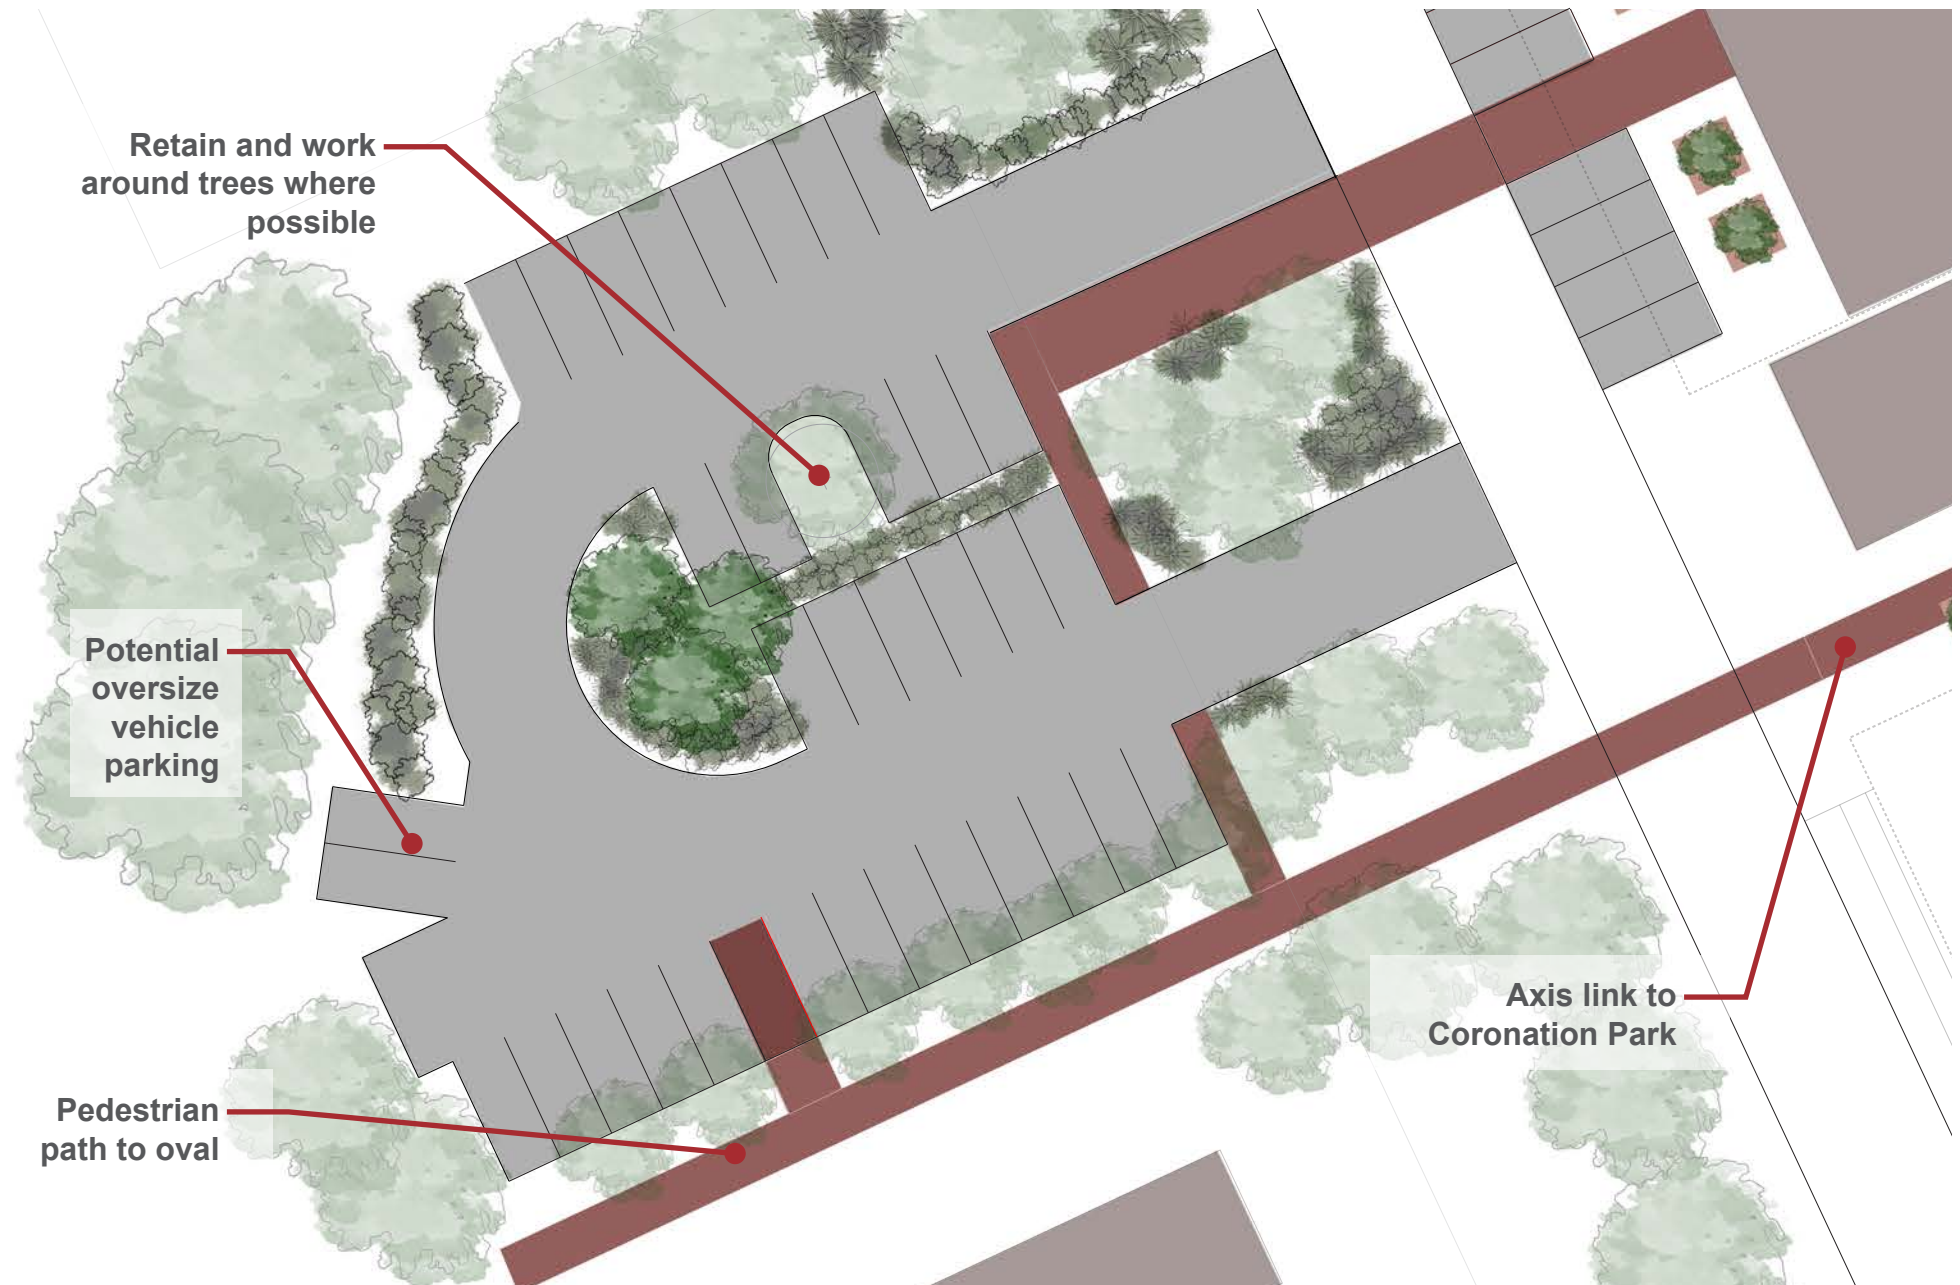 Retain and work
around trees where
possible
Potential
oversize
vehicle
parking
Axis link to
Coronation Park
Pedestrian
path to oval